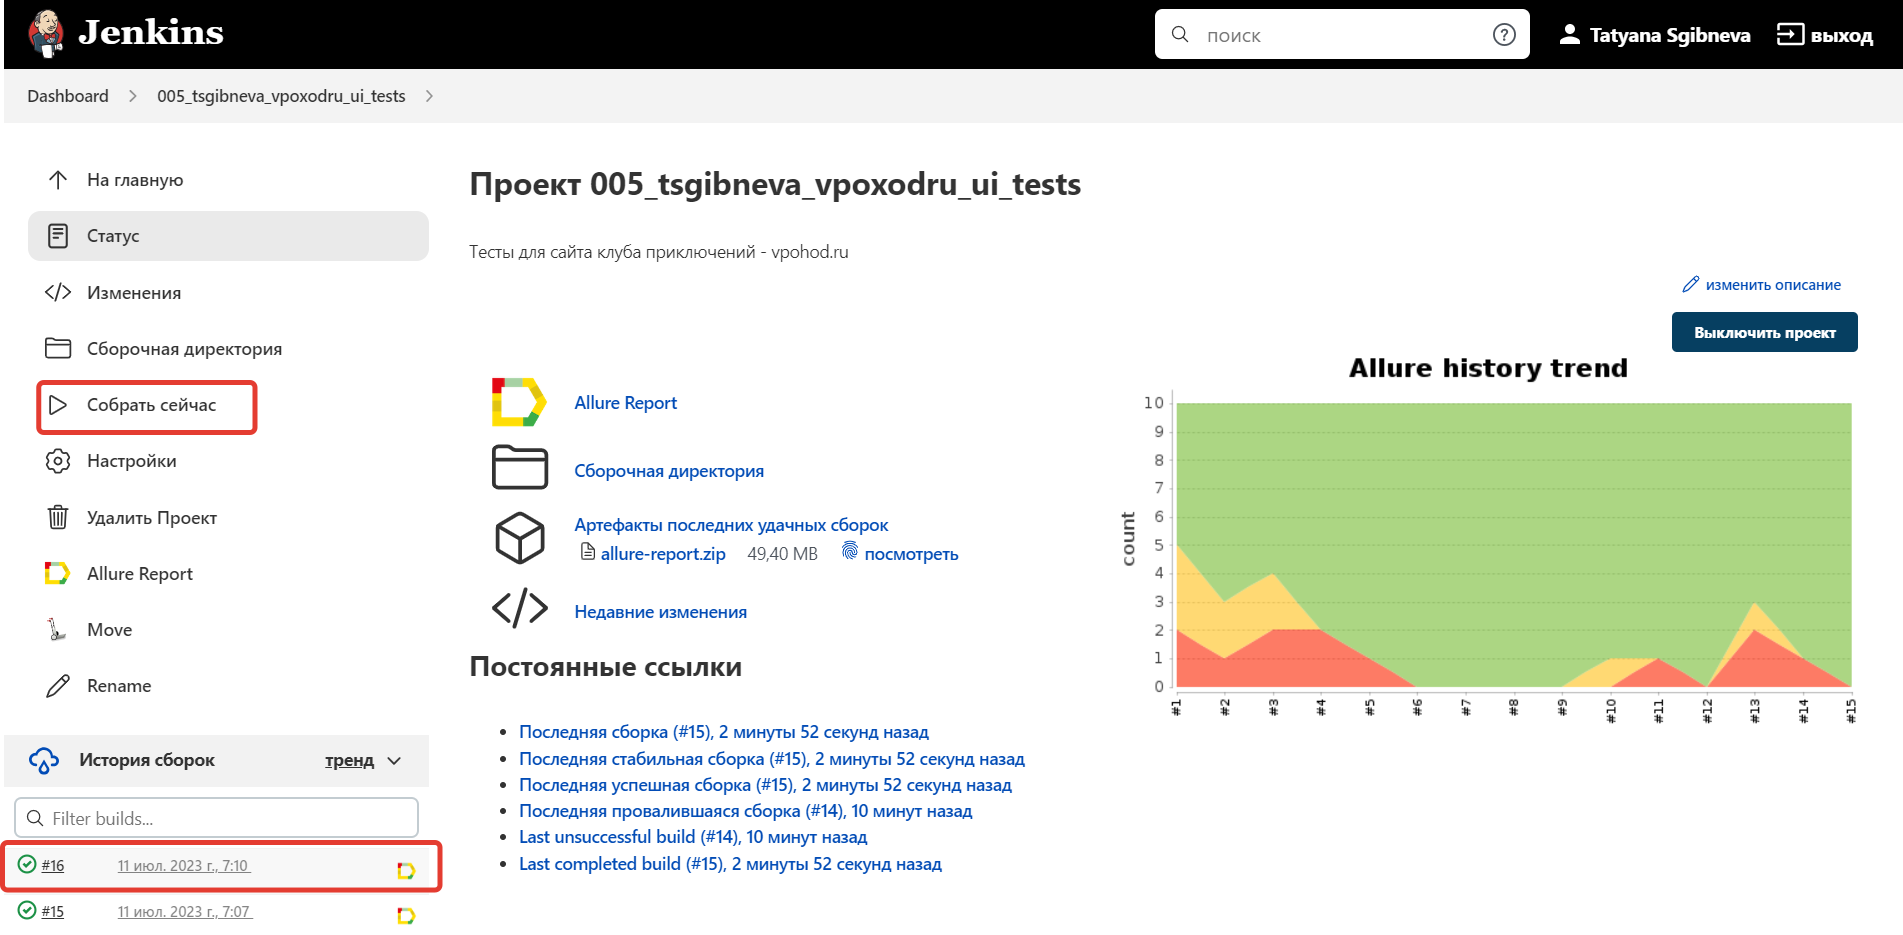 Jenkins
поиск
Tatyana Sgibneva
выход
Dashboard
005_tsgibneva_vpoxodru_ui_tests
На главную
Статус
Изменения
Сборочная директория
Собрать сейчас
Настройки
Удалить Проект
Allure Report
Move
Rename
История сборок
тренд
Filter builds...
#16 11 июл. 2023 г., 7:10
#15 11 июл. 2023 г., 7:07
Проект 005_tsgibneva_vpoxodru_ui_tests
Тесты для сайта клуба приключений - vpohod.ru
изменить описание
Выключить проект
Allure Report
Сборочная директория
Артефакты последних удачных сборок
allure-report.zip 49,40 MB посмотреть
Недавние изменения
Постоянные ссылки
Последняя сборка (#15), 2 минуты 52 секунд назад
Последняя стабильная сборка (#15), 2 минуты 52 секунд назад
Последняя успешная сборка (#15), 2 минуты 52 секунд назад
Последняя провалившаяся сборка (#14), 10 минут назад
Last unsuccessful build (#14), 10 минут назад
Last completed build (#15), 2 минуты 52 секунд назад
Allure history trend
count
10
9
8
7
6
5
4
3
2
1
0
#1 #2 #3 #4 #5 #6 #7 #8 #9 #10 #11 #12 #13 #14 #15